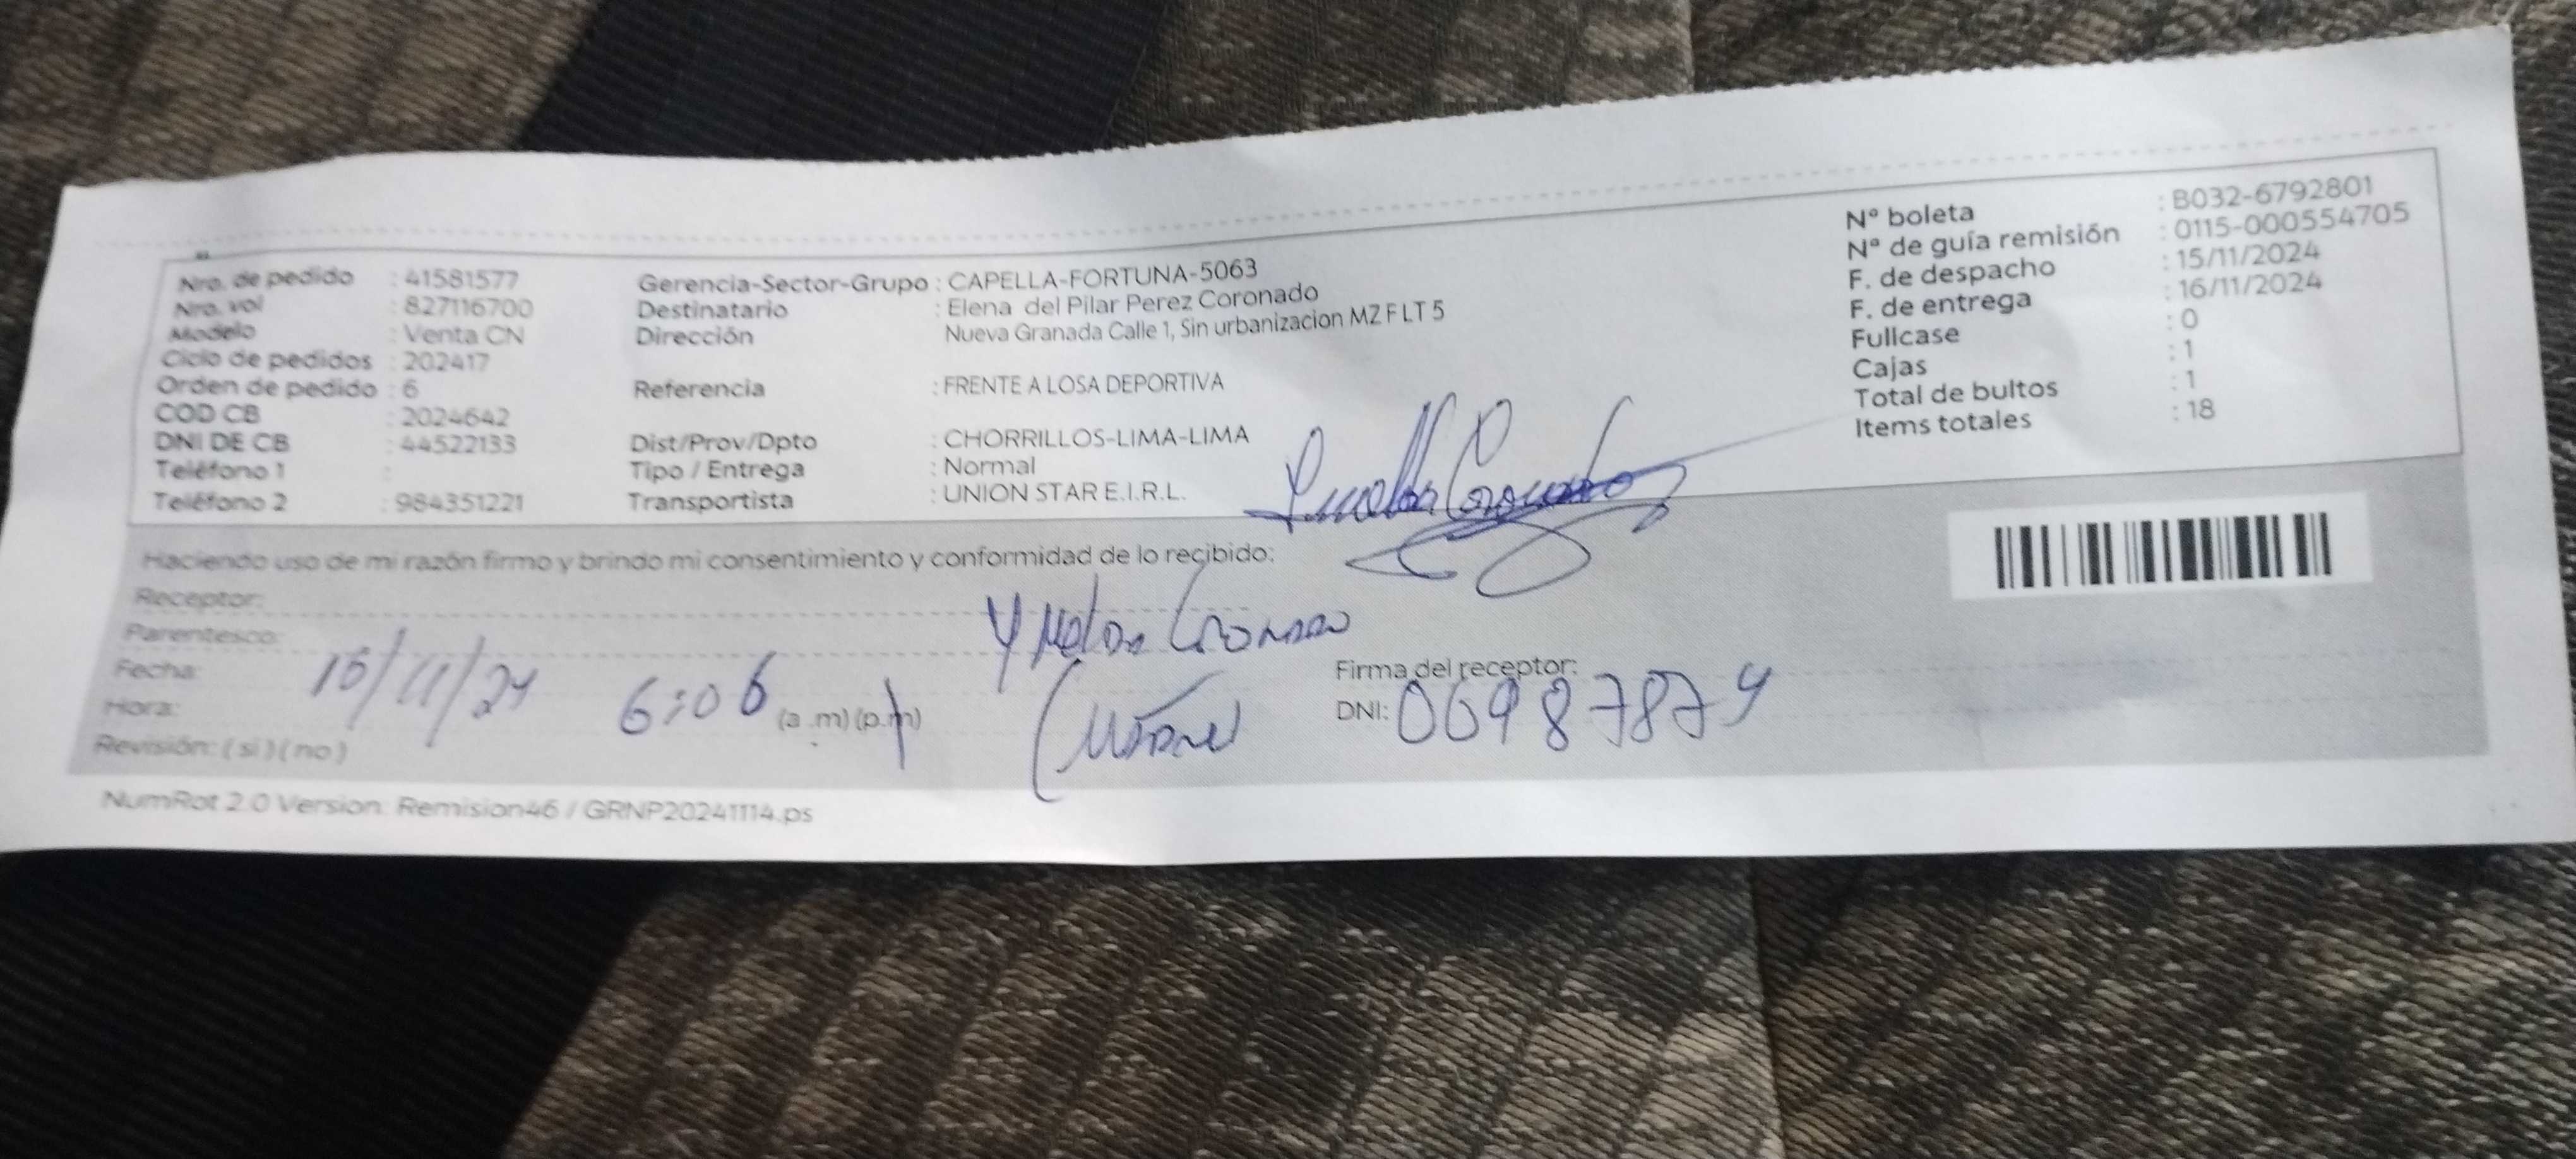 Nro. de pedido : 41581577
Nro. vol : 827116700
Modelo : Venta CN
Ciclo de pedidos : 202417
Orden de pedido : 6
COD CB : 2024642
DNI DE CB : 44522133
Teléfono 1 :
Teléfono 2 : 984351221
Gerencia-Sector-Grupo : CAPELLA-FORTUNA-5063
Destinatario : Elena del Pilar Perez Coronado
Dirección Nueva Granada Calle 1, Sin urbanizacion MZ F LT 5
Referencia : FRENTE A LOSA DEPORTIVA
Dist/Prov/Dpto : CHORRILLOS-LIMA-LIMA
Tipo / Entrega : Normal
Transportista : UNION STAR E.I.R.L.
N° boleta : B032-6792801
N° de guía remisión : 0115-000554705
F. de despacho : 15/11/2024
F. de entrega : 16/11/2024
Fullcase : 0
Cajas : 1
Total de bultos : 1
Items totales : 18
Haciendo uso de mi razón firmo y brindo mi consentimiento y conformidad de lo recibido:
Receptor:
Parentesco:
Fecha:
Hora: 6:06 (a .m) (p.m)
Revisión: ( si ) ( no )
Firma del receptor:
DNI: 06987874
NumRot 2.0 Version: Remision46 / GRNP20241114.ps